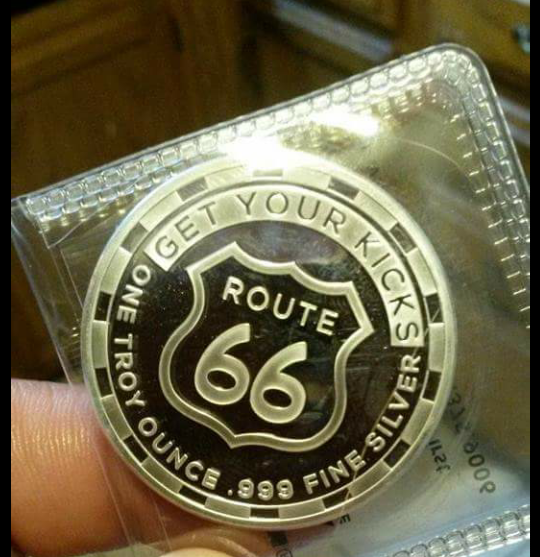 GET YOUR KICKS
ROUTE
66
ONE TROY OUNCE .999 FINE SILVER